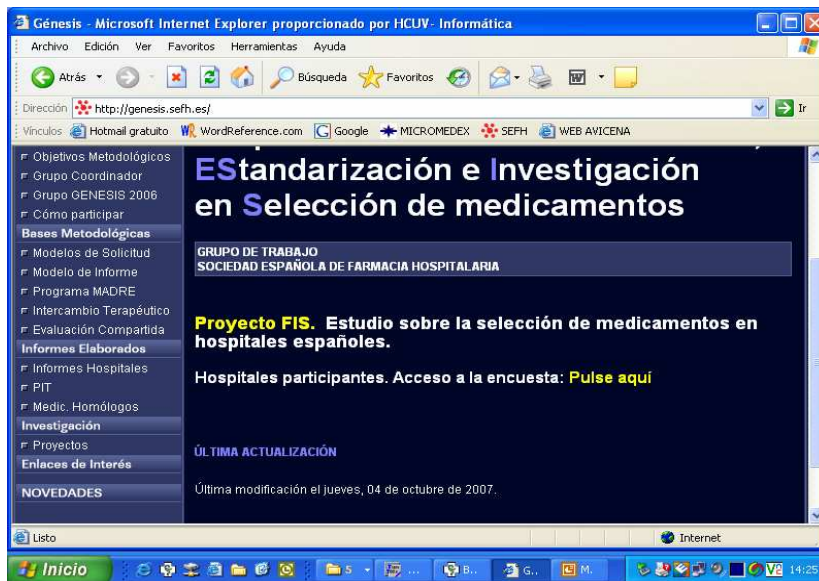 Génesis - Microsoft Internet Explorer proporcionado por HCUV- Informática
Archivo Edición Ver Favoritos Herramientas Ayuda
Atrás Búsqueda Favoritos
Dirección http://genesis.sefh.es/ Ir
Vínculos Hotmail gratuito WordReference.com Google MICROMEDEX SEFH WEB AVICENA
Objetivos Metodológicos
Grupo Coordinador
Grupo GENESIS 2006
Cómo participar
Bases Metodológicas
Modelos de Solicitud
Modelo de Informe
Programa MADRE
Intercambio Terapéutico
Evaluación Compartida
Informes Elaborados
Informes Hospitales
PIT
Medic. Homólogos
Investigación
Proyectos
Enlaces de Interés
NOVEDADES
EStandarización e Investigación
en Selección de medicamentos
GRUPO DE TRABAJO
SOCIEDAD ESPAÑOLA DE FARMACIA HOSPITALARIA
Proyecto FIS. Estudio sobre la selección de medicamentos en
hospitales españoles.
Hospitales participantes. Acceso a la encuesta: Pulse aquí
ÚLTIMA ACTUALIZACIÓN
Última modificación el jueves, 04 de octubre de 2007.
Listo Internet
Inicio 5 ... B.. G.. M. V2 14:25